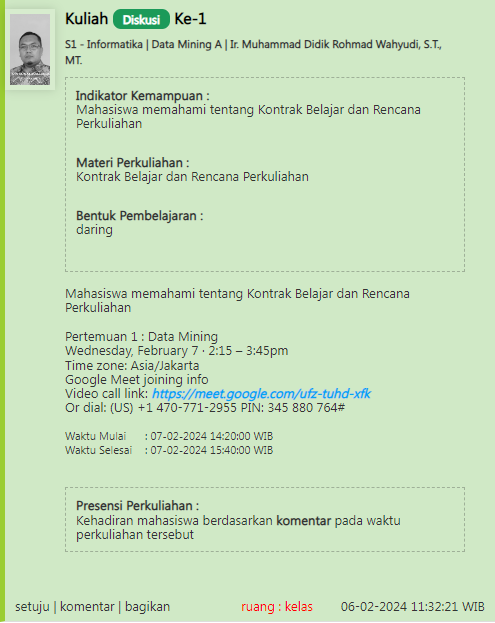 Kuliah Diskusi Ke-1
S1 - Informatika | Data Mining A | Ir. Muhammad Didik Rohmad Wahyudi, S.T.,
MT.
Indikator Kemampuan :
Mahasiswa memahami tentang Kontrak Belajar dan Rencana
Perkuliahan
Materi Perkuliahan :
Kontrak Belajar dan Rencana Perkuliahan
Bentuk Pembelajaran :
daring
Mahasiswa memahami tentang Kontrak Belajar dan Rencana
Perkuliahan
Pertemuan 1 : Data Mining
Wednesday, February 7 · 2:15 – 3:45pm
Time zone: Asia/Jakarta
Google Meet joining info
Video call link: https://meet.google.com/ufz-tuhd-xfk
Or dial: (US) +1 470-771-2955 PIN: 345 880 764#
Waktu Mulai : 07-02-2024 14:20:00 WIB
Waktu Selesai : 07-02-2024 15:40:00 WIB
Presensi Perkuliahan :
Kehadiran mahasiswa berdasarkan komentar pada waktu
perkuliahan tersebut
setuju | komentar | bagikan ruang : kelas 06-02-2024 11:32:21 WIB